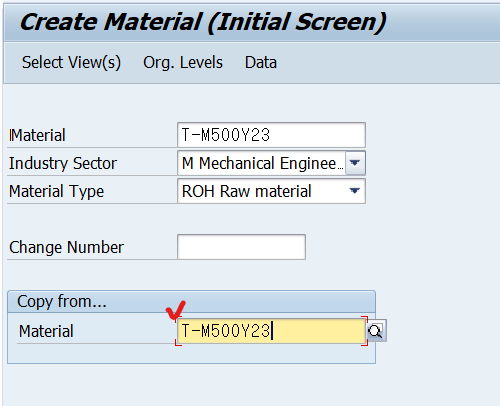 Create Material (Initial Screen)
Select View(s) Org. Levels Data
Material T-M500Y23
Industry Sector M Mechanical Enginee...
Material Type ROH Raw material
Change Number
Copy from...
Material T-M500Y23